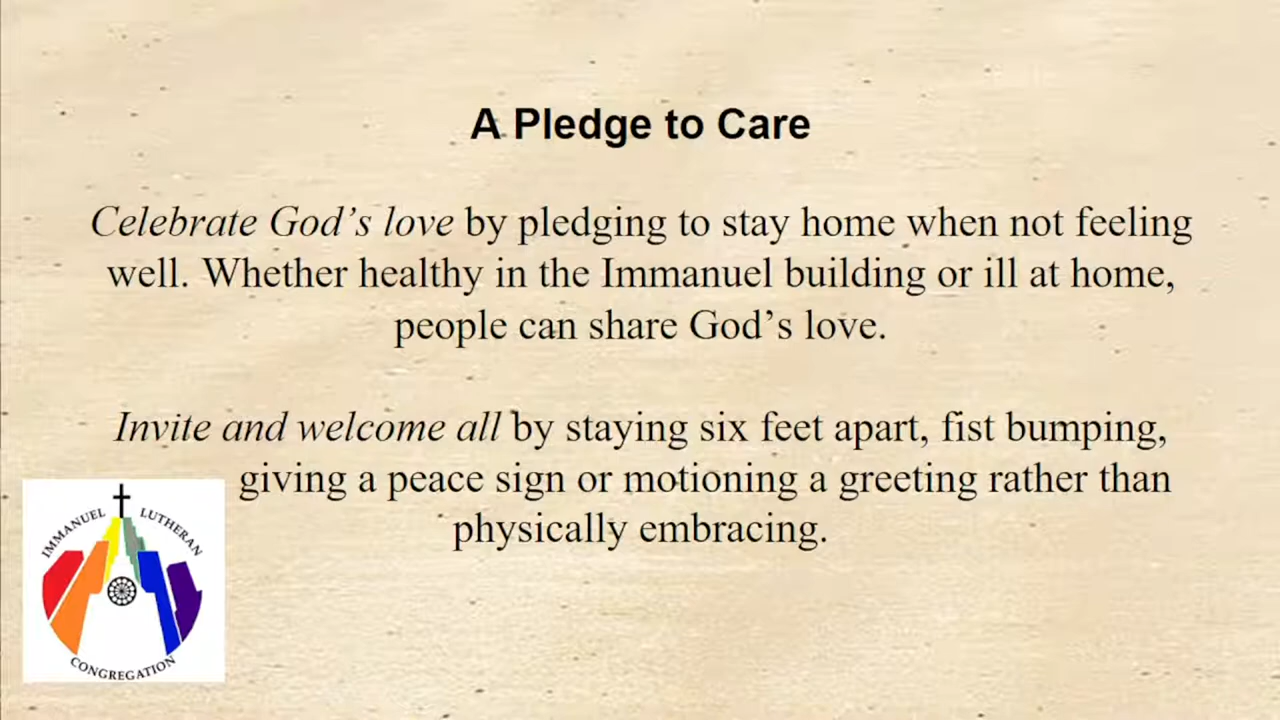 A Pledge to Care
Celebrate God’s love by pledging to stay home when not feeling
well. Whether healthy in the Immanuel building or ill at home,
people can share God’s love.
Invite and welcome all by staying six feet apart, fist bumping,
giving a peace sign or motioning a greeting rather than
physically embracing.
IMMANUEL LUTHERAN
CONGREGATION